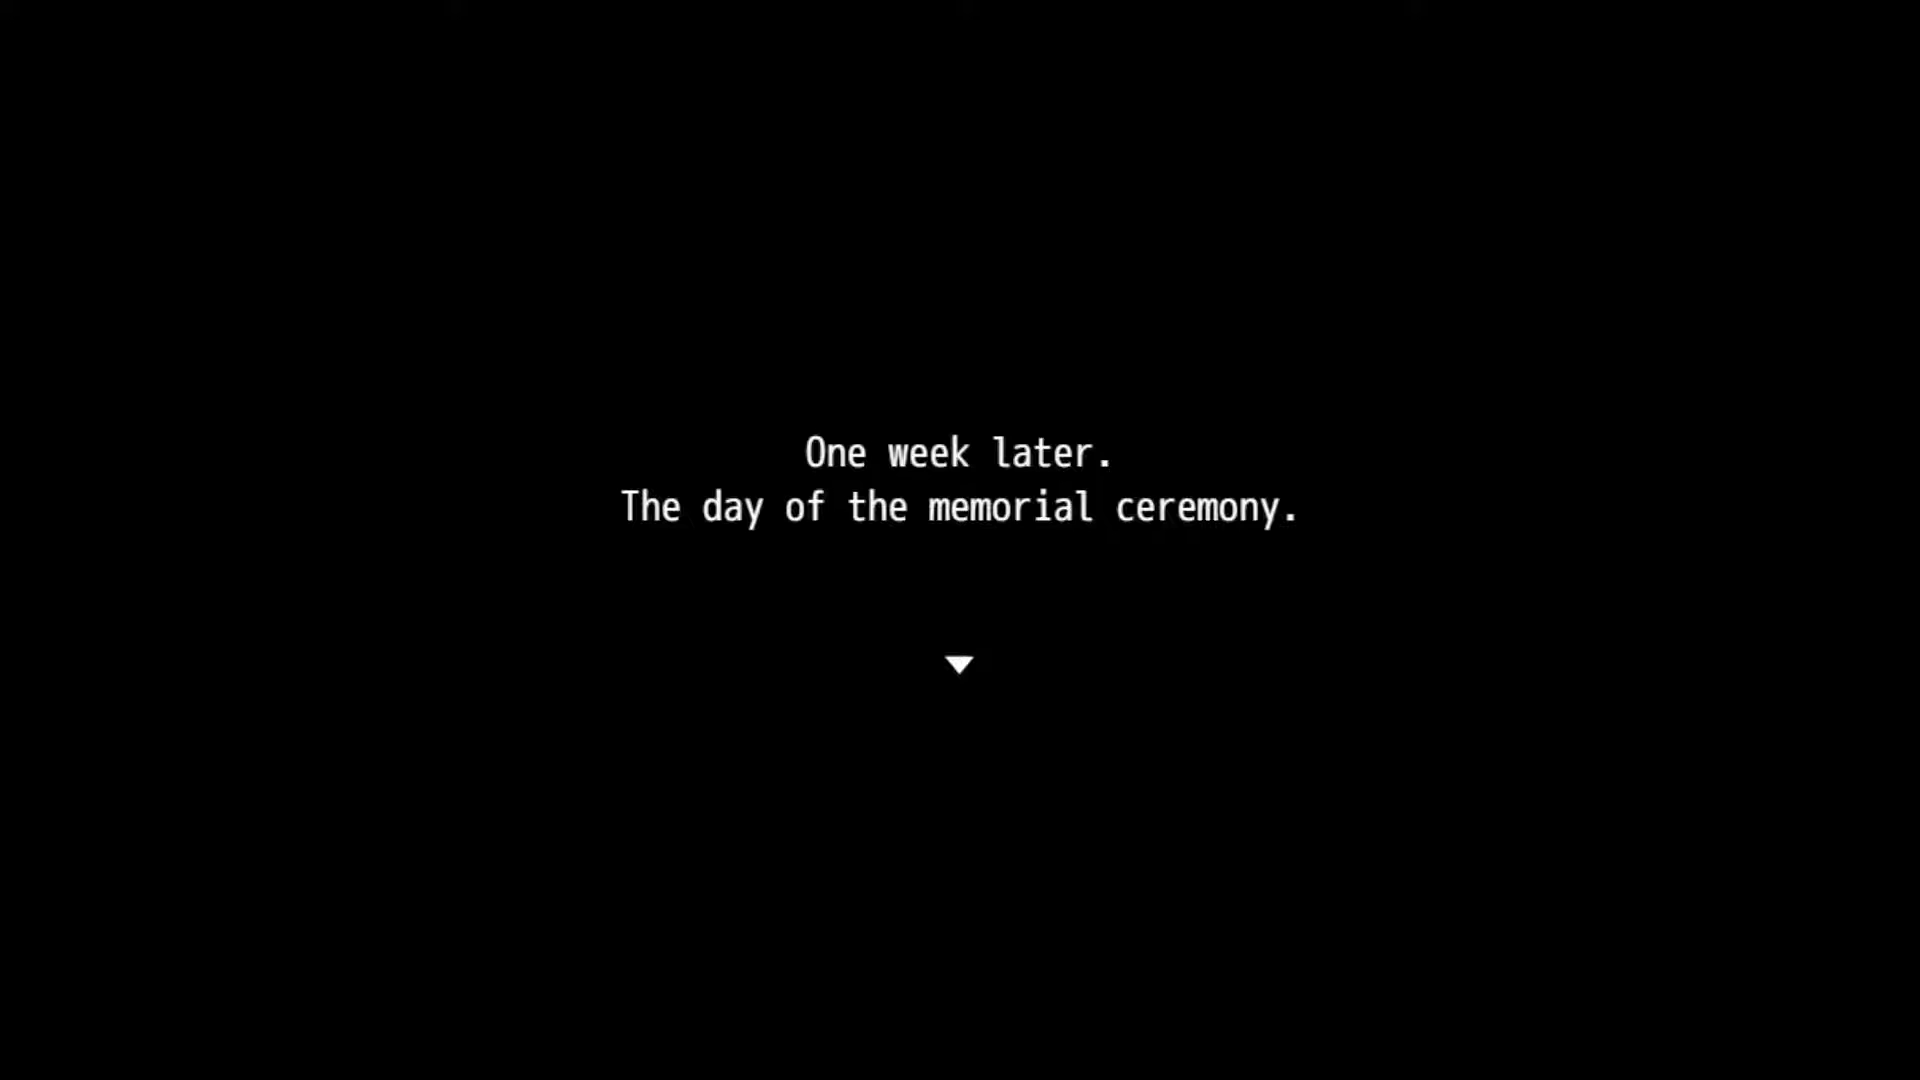 One week later.
The day of the memorial ceremony.